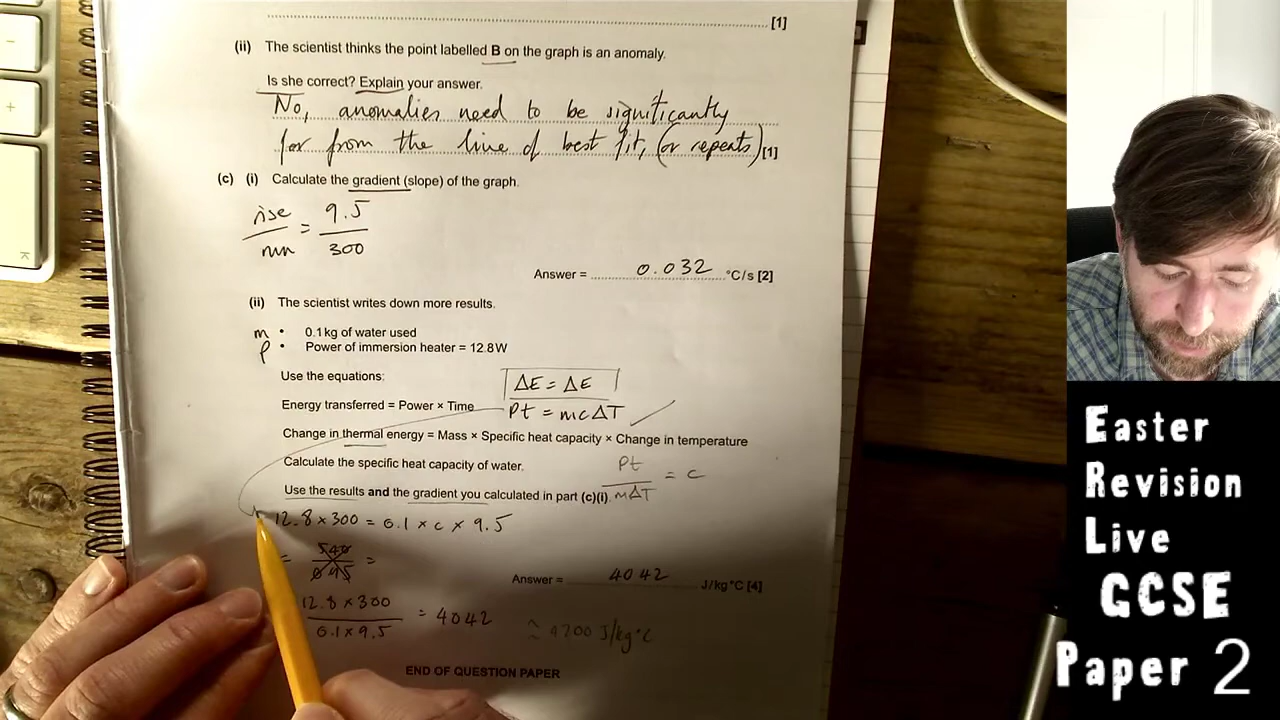 [1]
(ii) The scientist thinks the point labelled B on the graph is an anomaly.
Is she correct? Explain your answer.
No, anomalies need to be significantly
far from the line of best fit, (or repeats) [1]
(c) (i) Calculate the gradient (slope) of the graph.
rise/run = 9.5/300
Answer = 0.032 °C/s [2]
(ii) The scientist writes down more results.
m • 0.1 kg of water used
P • Power of immersion heater = 12.8 W
Use the equations:
ΔE = ΔE
Energy transferred = Power × Time
Pt = mcΔT
Change in thermal energy = Mass × Specific heat capacity × Change in temperature
Calculate the specific heat capacity of water.
Pt/mΔT = c
Use the results and the gradient you calculated in part (c)(i).
12.8 × 300 = 0.1 × c × 9.5
= 540/0.95 =
Answer = 4042 J/kg°C [4]
12.8 × 300/0.1 × 9.5 = 4042
≈ 4200 J/kg°C
END OF QUESTION PAPER
Easter
Revision
Live
GCSE
Paper 2